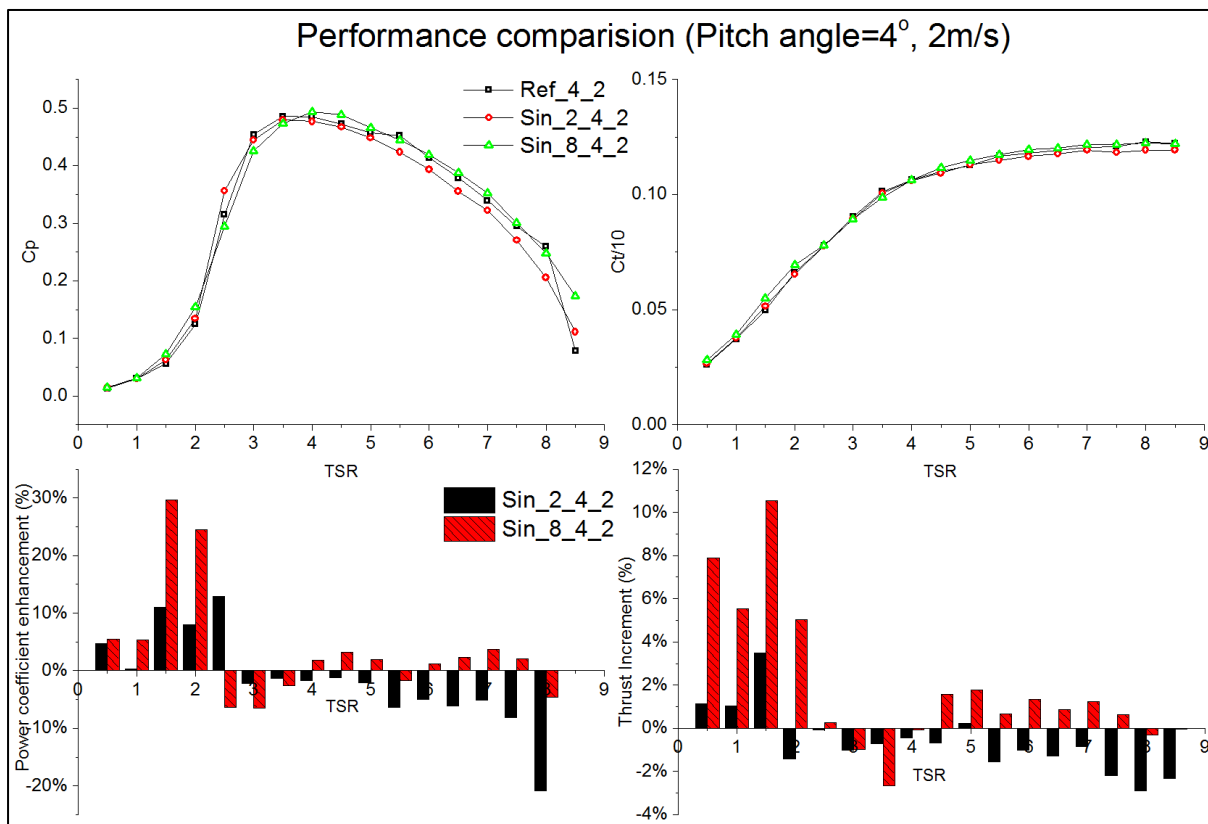 Performance comparision (Pitch angle=4°, 2m/s)
Ref_4_2
Sin_2_4_2
Sin_8_4_2
Cp
0.5
0.4
0.3
0.2
0.1
0.0
0 1 2 3 4 5 6 7 8 9
TSR
Ct/10
0.15
0.10
0.05
0.00
0 1 2 3 4 5 6 7 8 9
TSR
Power coefficient enhancement (%)
30%
20%
10%
0%
-10%
-20%
Sin_2_4_2
Sin_8_4_2
0 1 2 3 4 5 6 7 8 9
TSR
Thrust Increment (%)
12%
10%
8%
6%
4%
2%
0%
-2%
-4%
0 1 2 3 4 5 6 7 8 9
TSR